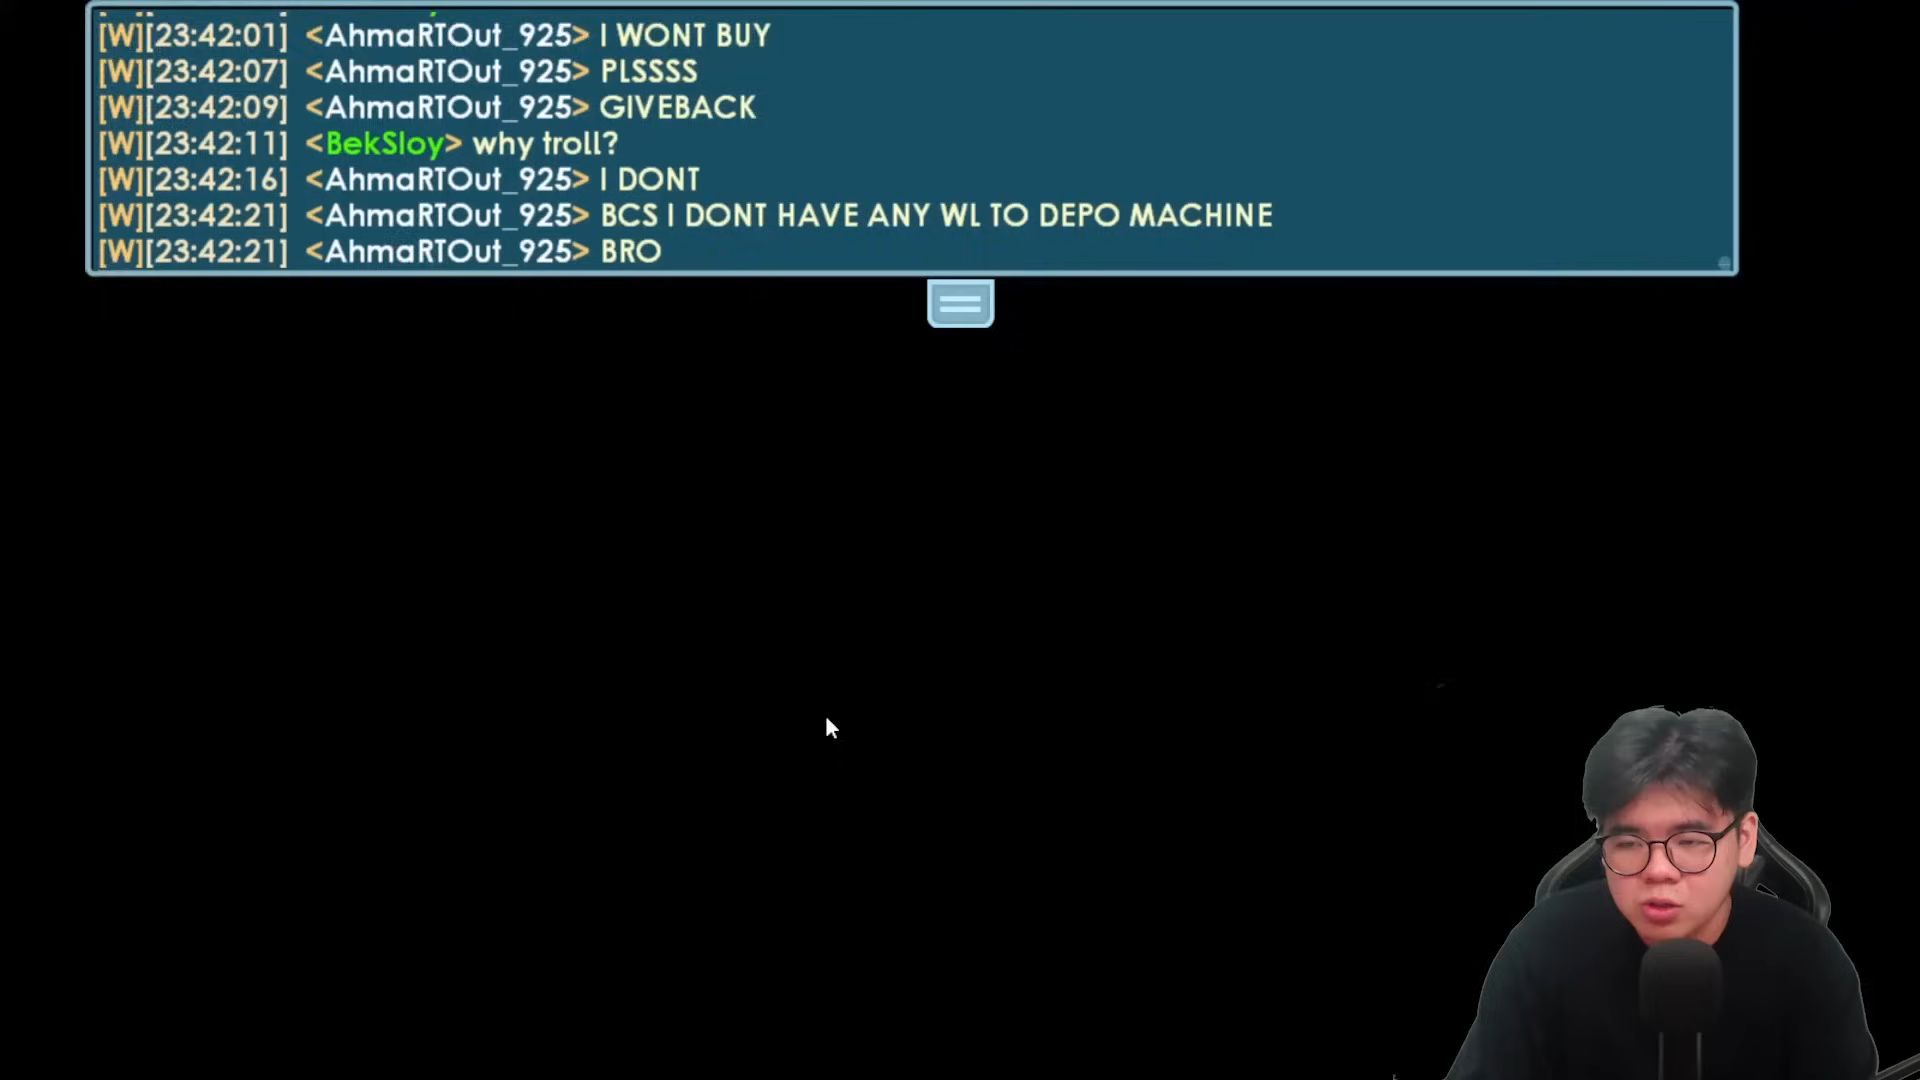 [W][23:42:01] <AhmaRTOut_925> I WONT BUY
[W][23:42:07] <AhmaRTOut_925> PLSSSS
[W][23:42:09] <AhmaRTOut_925> GIVEBACK
[W][23:42:11] <BekSloy> why troll?
[W][23:42:16] <AhmaRTOut_925> I DONT
[W][23:42:21] <AhmaRTOut_925> BCS I DONT HAVE ANY WL TO DEPO MACHINE
[W][23:42:21] <AhmaRTOut_925> BRO